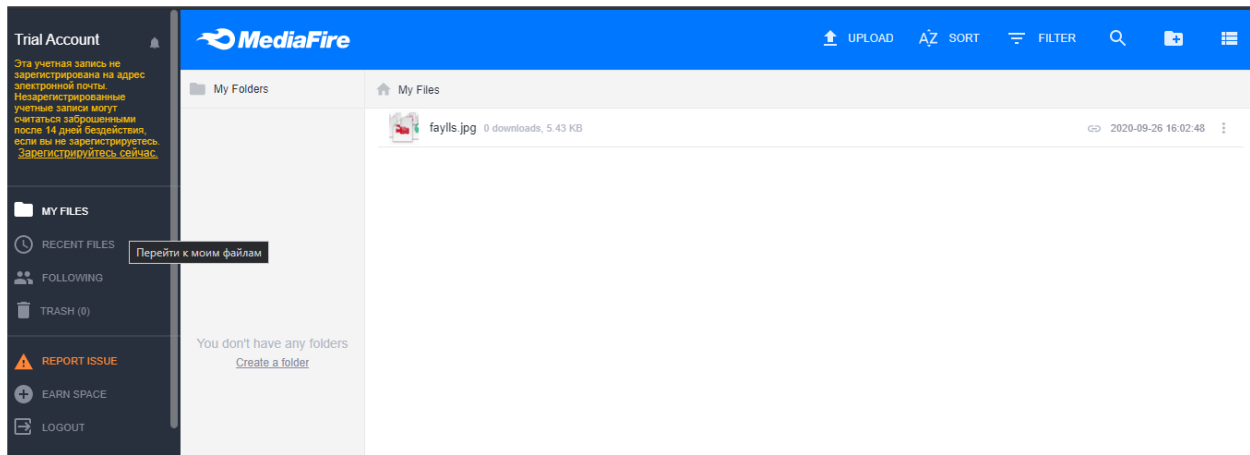 Trial Account
Эта учетная запись не
зарегистрирована на адрес
электронной почты.
Незарегистрированные
учетные записи могут
считаться заброшенными
после 14 дней бездействия,
если вы не зарегистрируетесь.
Зарегистрируйтесь сейчас.
MY FILES
RECENT FILES
Перейти к моим файлам
FOLLOWING
TRASH (0)
REPORT ISSUE
EARN SPACE
LOGOUT
MediaFire
UPLOAD
AZ SORT
FILTER
My Folders
You don't have any folders
Create a folder
My Files
faylls.jpg 0 downloads, 5.43 KB
2020-09-26 16:02:48